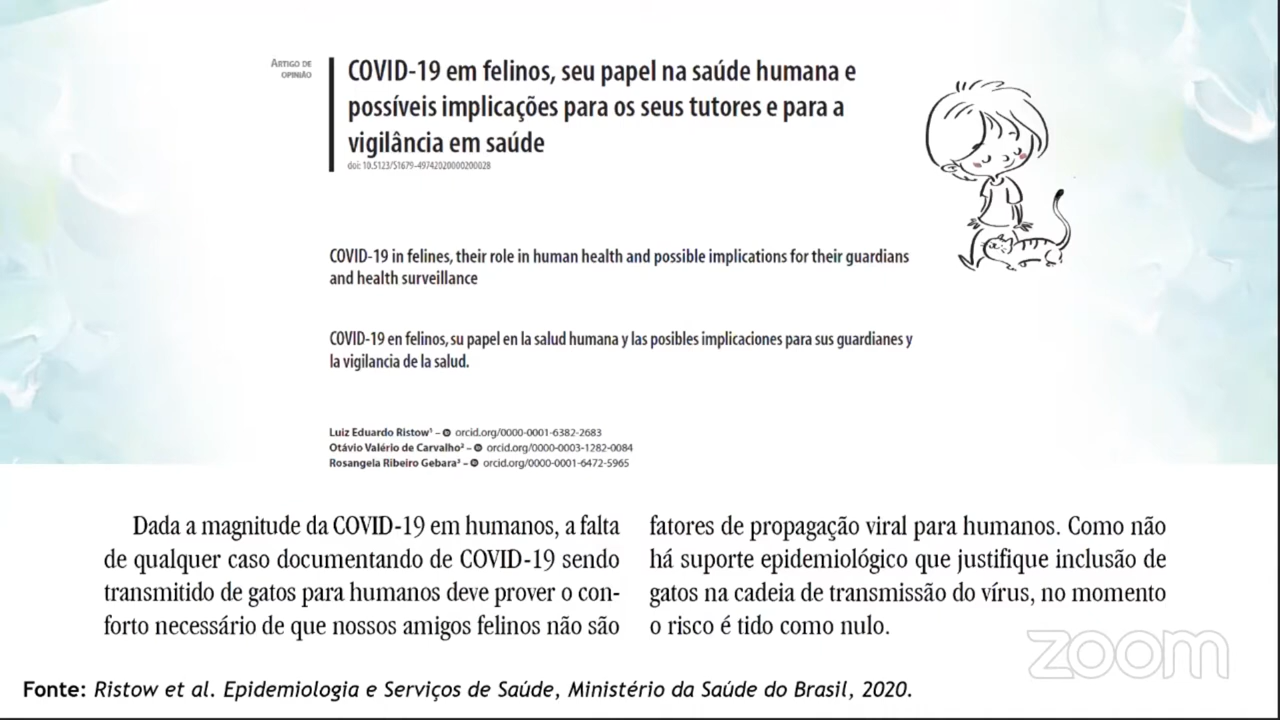 ARTIGO DE
OPINIÃO
COVID-19 em felinos, seu papel na saúde humana e
possíveis implicações para os seus tutores e para a
vigilância em saúde
doi: 10.5123/S1679-49742020000200028
COVID-19 in felines, their role in human health and possible implications for their guardians
and health surveillance
COVID-19 en felinos, su papel en la salud humana y las posibles implicaciones para sus guardianes y
la vigilancia de la salud.
Luiz Eduardo Ristow¹ – orcid.org/0000-0001-6382-2683
Otávio Valério de Carvalho² – orcid.org/0000-0003-1282-0084
Rosangela Ribeiro Gebara³ – orcid.org/0000-0001-6472-5965
Dada a magnitude da COVID-19 em humanos, a falta
de qualquer caso documentando de COVID-19 sendo
transmitido de gatos para humanos deve prover o con-
forto necessário de que nossos amigos felinos não são
fatores de propagação viral para humanos. Como não
há suporte epidemiológico que justifique inclusão de
gatos na cadeia de transmissão do vírus, no momento
o risco é tido como nulo.
zoom
Fonte: Ristow et al. Epidemiologia e Serviços de Saúde, Ministério da Saúde do Brasil, 2020.